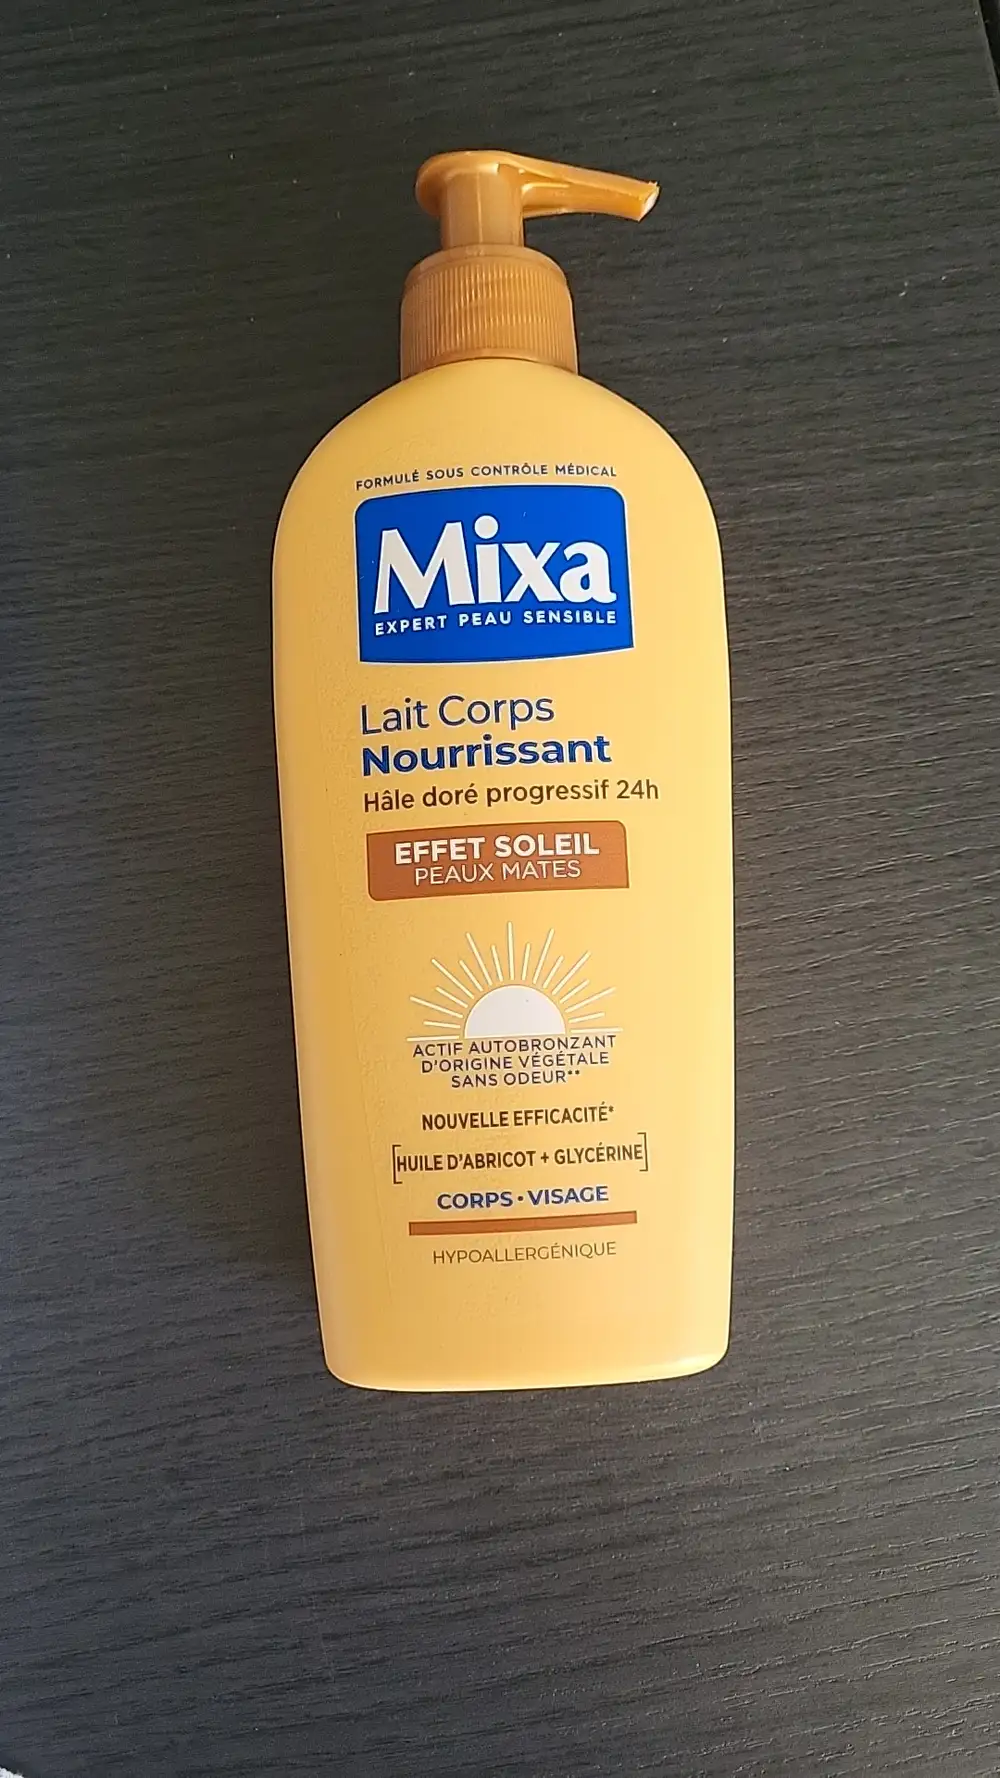 FORMULÉ SOUS CONTRÔLE MÉDICAL
Mixa
EXPERT PEAU SENSIBLE
Lait Corps
Nourrissant
Hâle doré progressif 24h
EFFET SOLEIL
PEAUX MATES
ACTIF AUTOBRONZANT
D'ORIGINE VÉGÉTALE
SANS ODEUR**
NOUVELLE EFFICACITÉ*
[HUILE D'ABRICOT + GLYCÉRINE]
CORPS • VISAGE
HYPOALLERGÉNIQUE